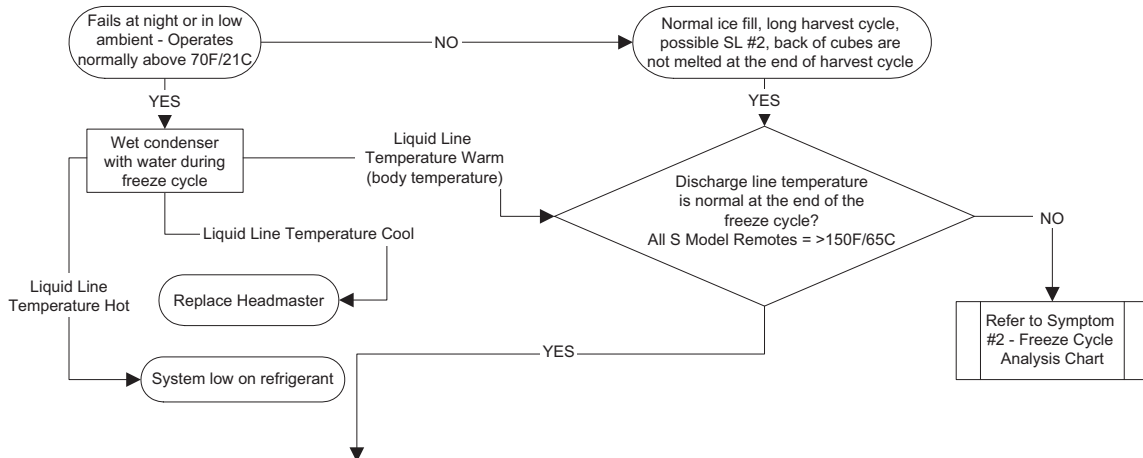 Fails at night or in low
ambient - Operates
normally above 70F/21C
NO
Normal ice fill, long harvest cycle,
possible SL #2, back of cubes are
not melted at the end of harvest cycle
YES
YES
Wet condenser
with water during
freeze cycle
Liquid Line
Temperature Warm
(body temperature)
Discharge line temperature
is normal at the end of the
freeze cycle?
All S Model Remotes = >150F/65C
NO
Liquid Line Temperature Cool
Liquid Line
Temperature Hot
Replace Headmaster
Refer to Symptom
#2 - Freeze Cycle
Analysis Chart
YES
System low on refrigerant